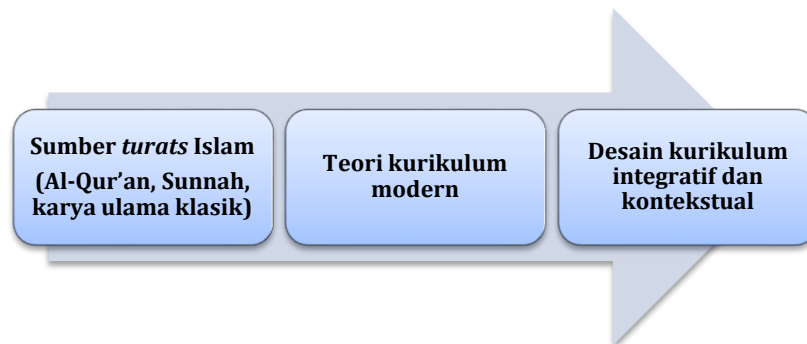 Sumber turats Islam
(Al-Qur’an, Sunnah,
karya ulama klasik)
Teori kurikulum
modern
Desain kurikulum
integratif dan
kontekstual